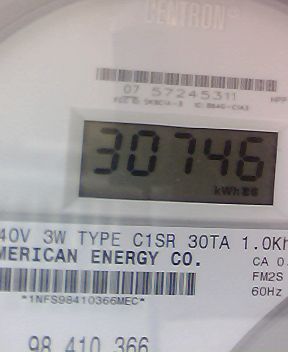 CENTRON®
07 57245311
30746
kWh
40V 3W TYPE C1SR 30TA 1.0Kh
MERICAN ENERGY CO.
CA 0.
FM2S
60Hz
*1NFS98410366MEC*
98 410 366